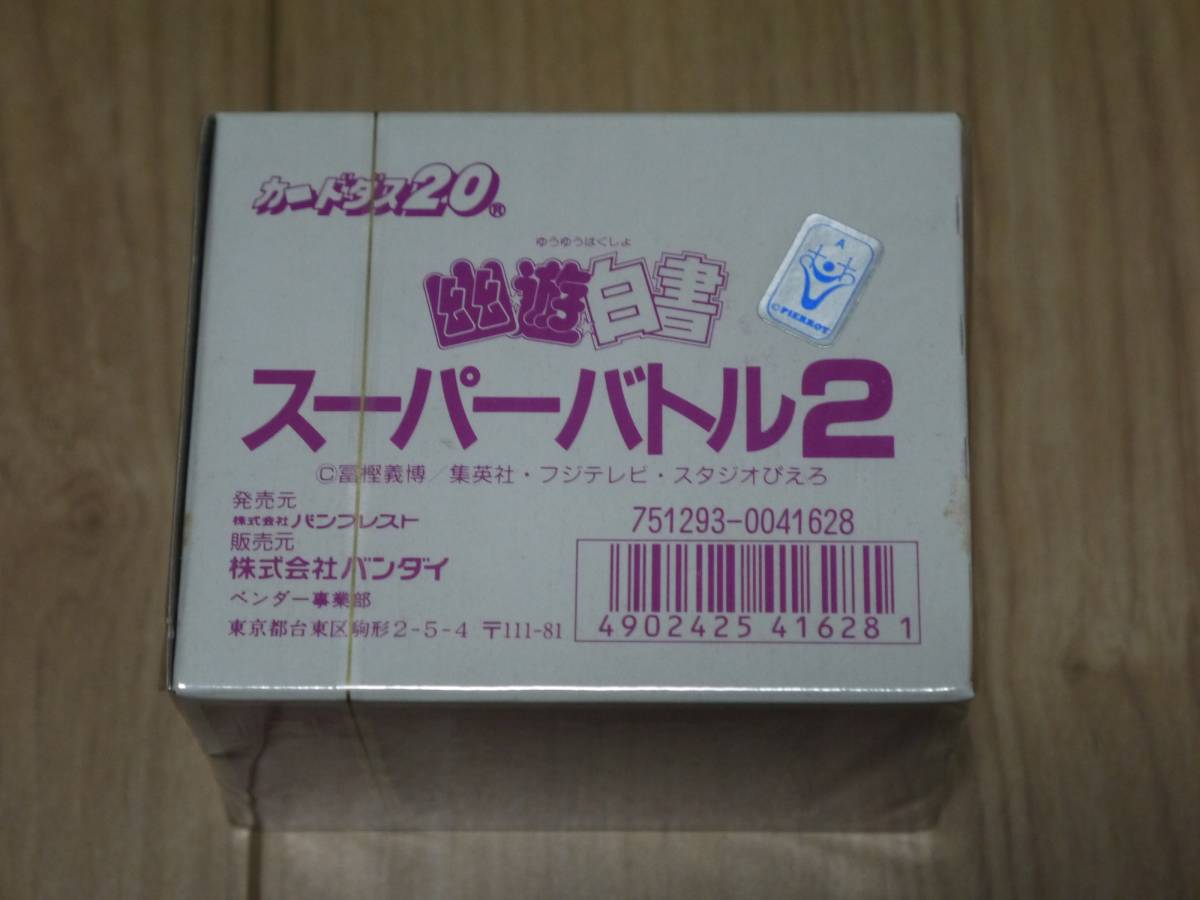 カードダス20®
ゆうゆうはくしょ
幽遊白書
A
©PIERROT
スーパーバトル2
©冨樫義博/集英社・フジテレビ・スタジオぴえろ
発売元
株式会社バンプレスト
販売元
株式会社バンダイ
ベンダー事業部
東京都台東区駒形2-5-4 〒111-81
751293-0041628
4902425416281